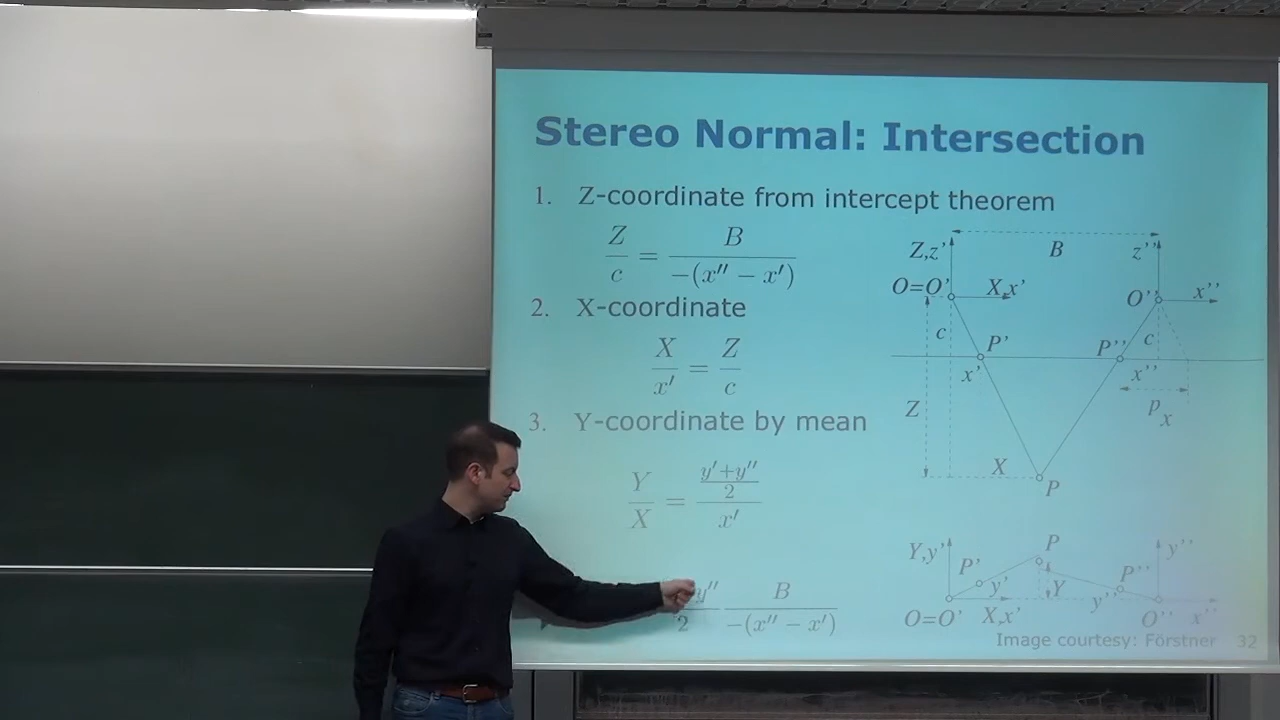 Stereo Normal: Intersection
1. Z-coordinate from intercept theorem
Z/c = B/-(x'' - x')
2. X-coordinate
X/x' = Z/c
3. Y-coordinate by mean
Y/X = (y'+y''/2)/x'
y''/2 B/-(x'' - x')
B
Z,z' z''
O=O' X,x' O'' x''
c P' P'' c
x' x''
Z p_x
X
P
Y,y' P y''
P' P''
y' Y y''
O=O' X,x' O'' x''
Image courtesy: Förstner 32